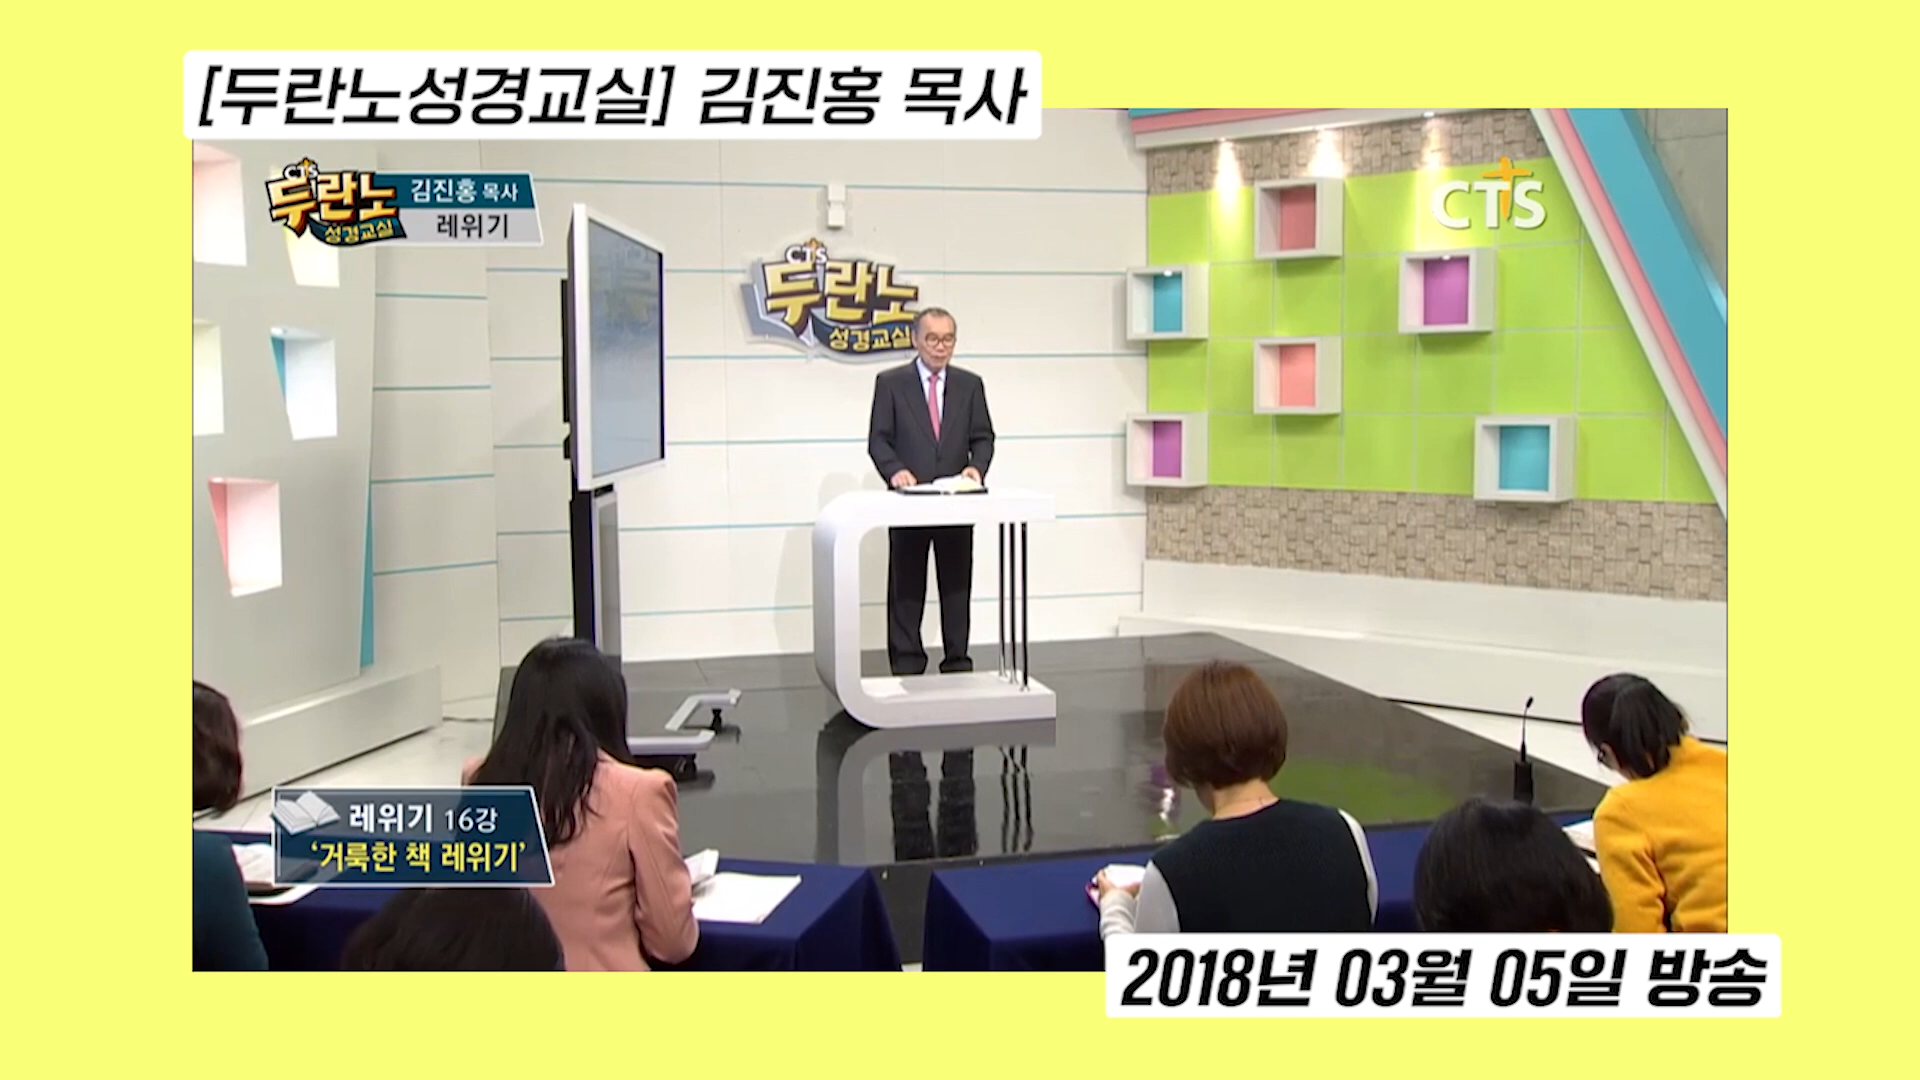 [두란노성경교실] 김진홍 목사
CTS
두란노
성경교실
김진홍 목사
레위기
CTS
CTS
두란노
성경교실
레위기 16강
‘거룩한 책 레위기’
2018년 03월 05일 방송